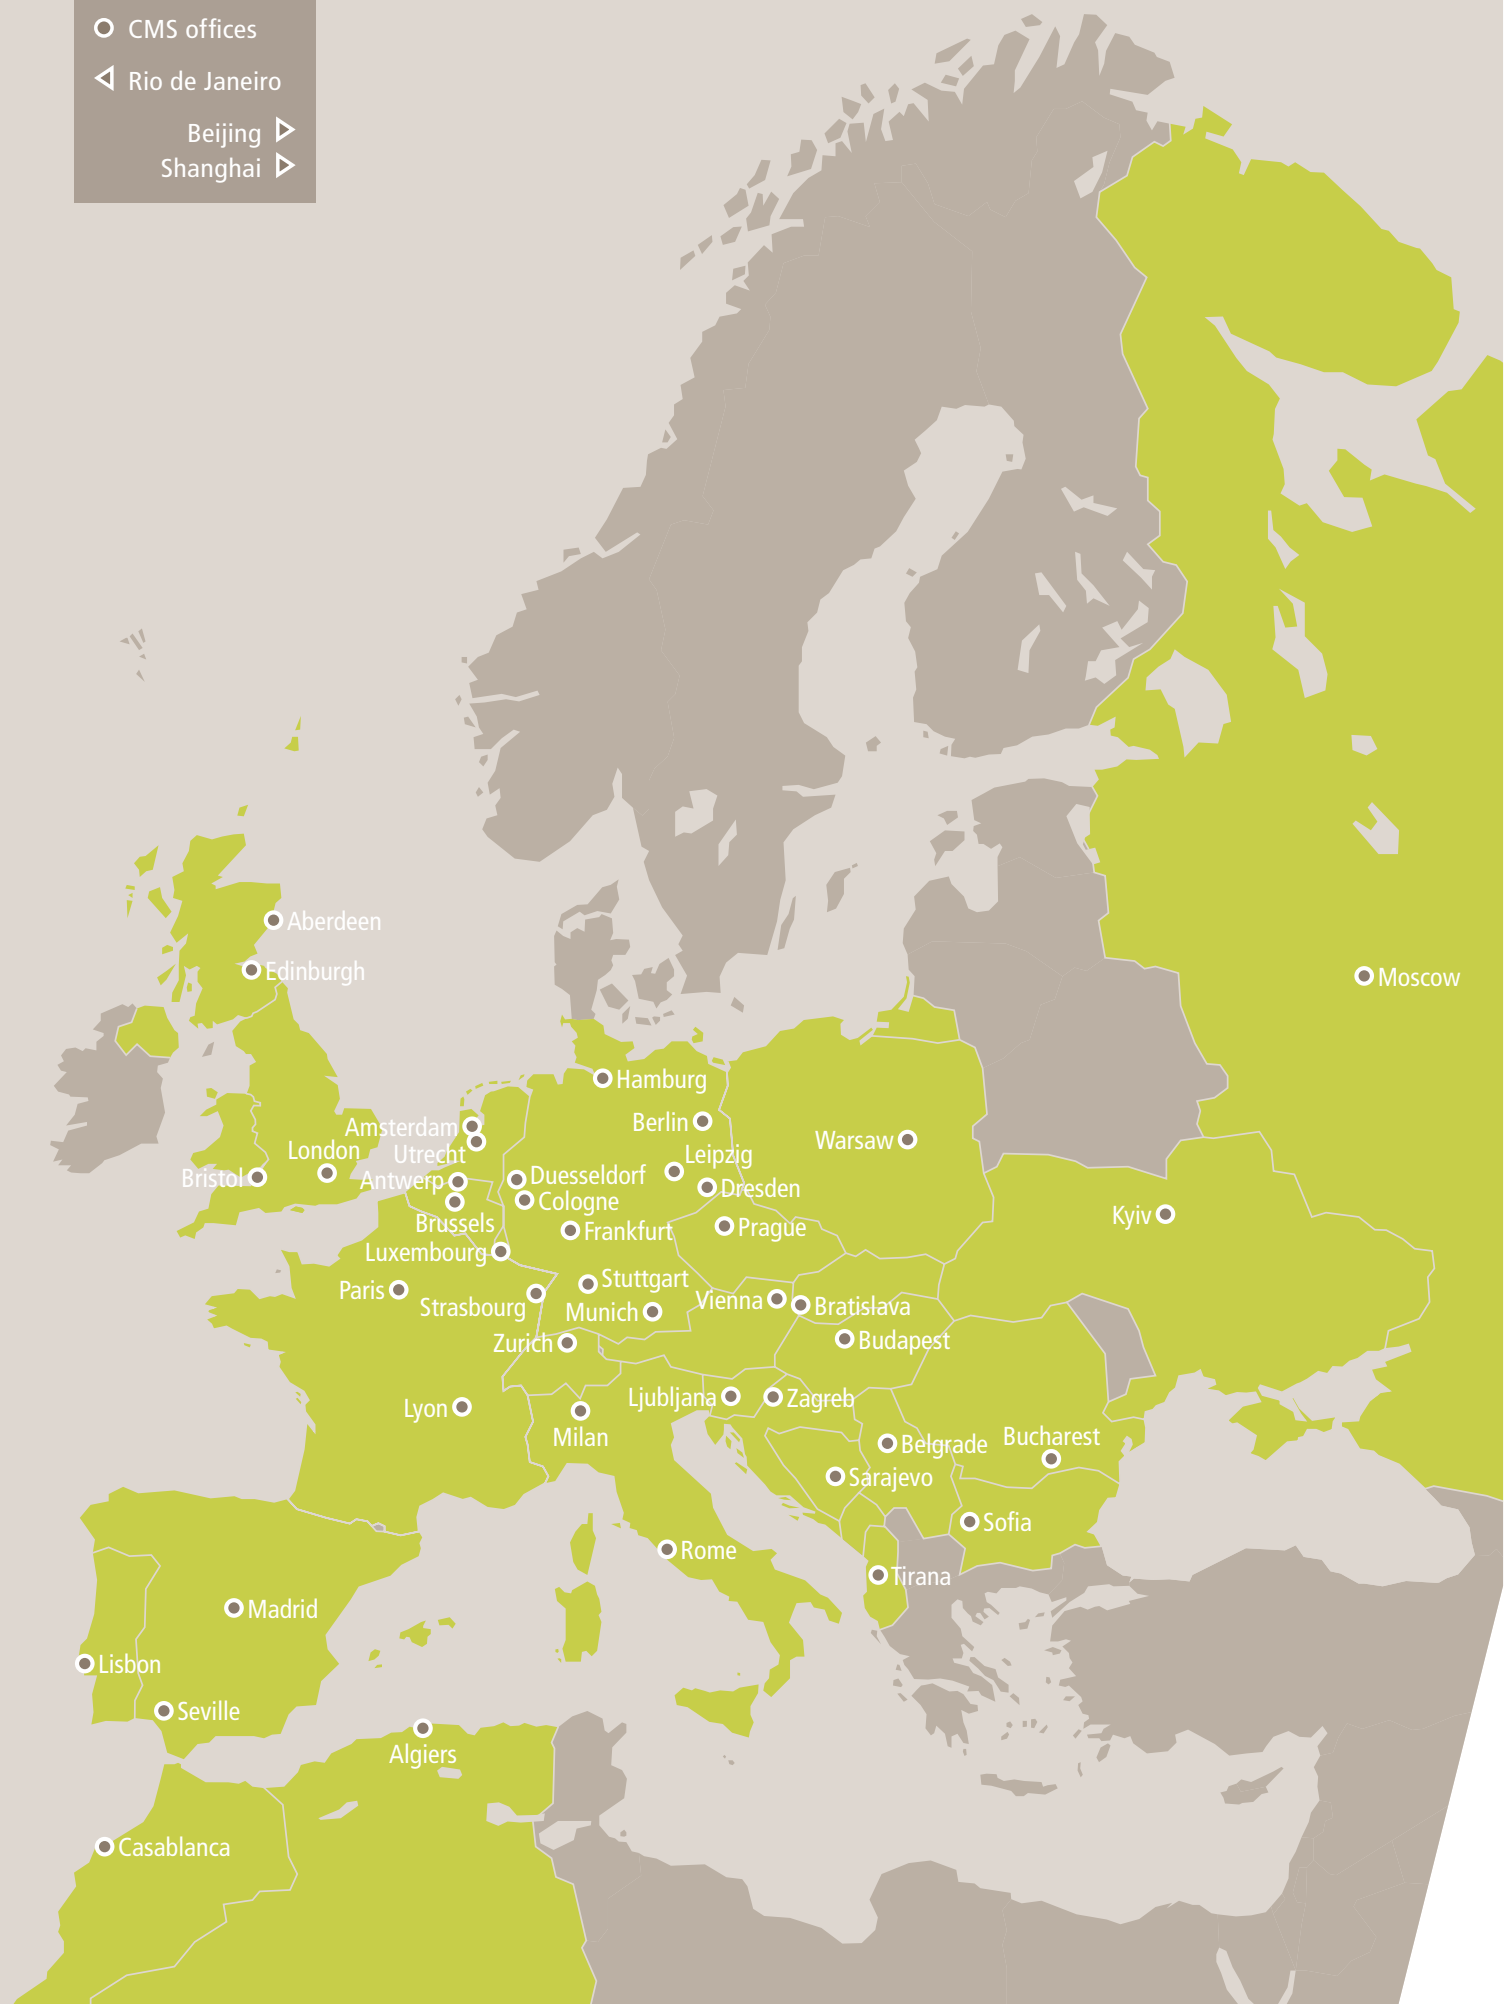 CMS offices
Rio de Janeiro
Beijing
Shanghai
Aberdeen
Edinburgh
Moscow
Hamburg
Berlin
Amsterdam
Utrecht
Warsaw
London
Leipzig
Bristol
Antwerp
Duesseldorf
Dresden
Cologne
Brussels
Frankfurt
Prague
Kyiv
Luxembourg
Paris
Stuttgart
Strasbourg
Munich
Vienna
Bratislava
Zurich
Budapest
Lyon
Ljubljana
Zagreb
Milan
Belgrade
Bucharest
Sarajevo
Sofia
Rome
Tirana
Madrid
Lisbon
Seville
Algiers
Casablanca